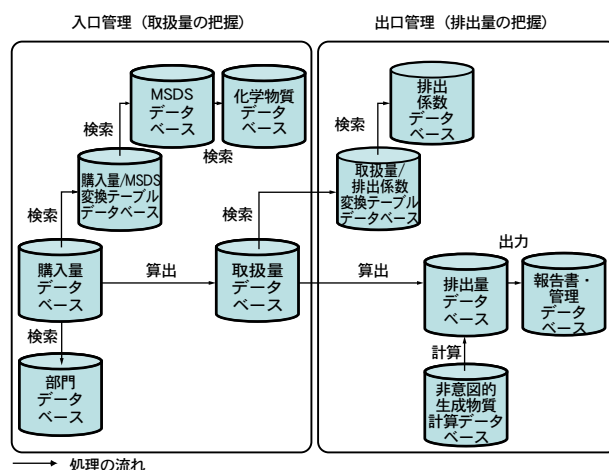 入口管理（取扱量の把握）
出口管理（排出量の把握）
MSDS
データ
ベース
化学物質
データ
ベース
検索
検索
購入量/MSDS
変換テーブル
データベース
検索
購入量
データ
ベース
算出
取扱量
データ
ベース
検索
部門
データ
ベース
排出
係数
データ
ベース
検索
取扱量/
排出係数
変換テーブル
データベース
検索
算出
排出量
データ
ベース
出力
報告書・
管理
データ
ベース
計算
非意図的
生成物質
計算データ
ベース
処理の流れ